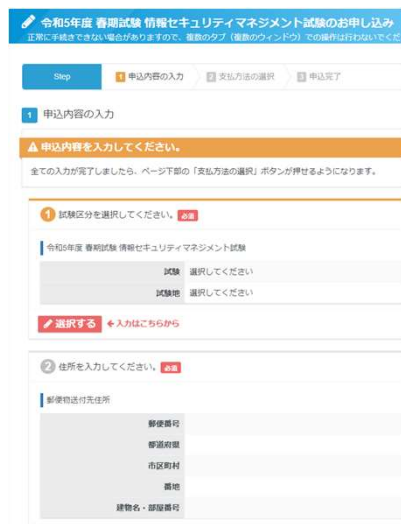 令和5年度 春期試験 情報セキュリティマネジメント試験のお申し込み
正常に手続きできない場合がありますので、複数のタブ（複数のウィンドウ）での操作は行わないでくだ
Step 1 申込内容の入力 2 支払方法の選択 3 申込完了
1 申込内容の入力
申込内容を入力してください。
全ての入力が完了しましたら、ページ下部の「支払方法の選択」ボタンが押せるようになります。
1 試験区分を選択してください。 必須
令和5年度 春期試験 情報セキュリティマネジメント試験
試験 選択してください
試験地 選択してください
選択する ←入力はこちらから
2 住所を入力してください。 必須
郵便物送付先住所
郵便番号
都道府県
市区町村
番地
建物名・部屋番号